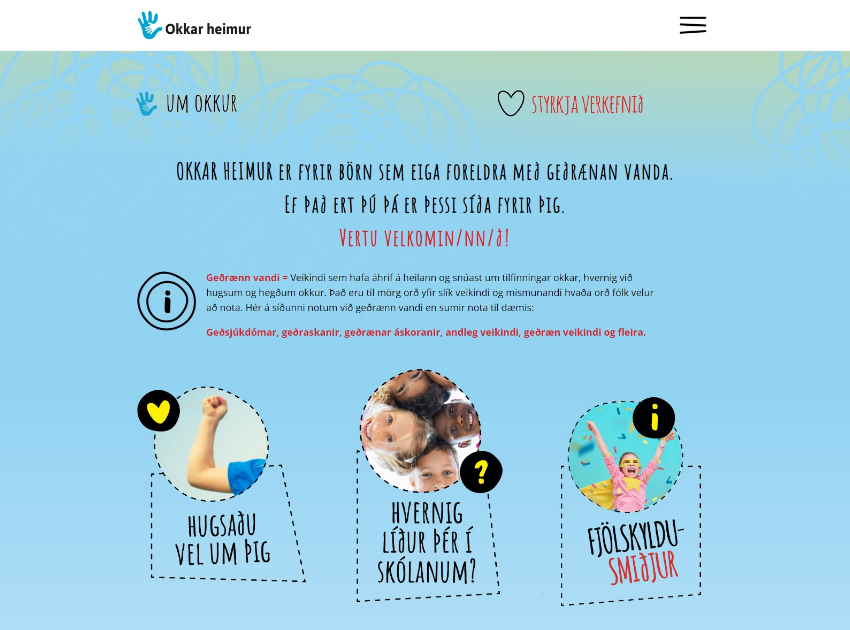 Okkar heimur
UM OKKUR
STYRKJA VERKEFNIÐ
OKKAR HEIMUR ER FYRIR BÖRN SEM EIGA FORELDRA MEÐ GEÐRÆNAN VANDA.
EF ÞAÐ ERT ÞÚ ÞÁ ER ÞESSI SÍÐA FYRIR ÞIG.
VERTU VELKOMIN/NN/Ð!
Geðrænn vandi = Veikindi sem hafa áhrif á heilann og snúast um tilfinningar okkar, hvernig við
hugsum og hegðum okkur. Það eru til mörg orð yfir slík veikindi og mismunandi hvaða orð fólk velur
að nota. Hér á síðunni notum við geðrænn vandi en sumir nota til dæmis:
Geðsjúkdómar, geðraskanir, geðrænar áskoranir, andleg veikindi, geðræn veikindi og fleira.
HUGSAÐU
VEL UM ÞIG
HVERNIG
LÍÐUR ÞÉR Í
SKÓLANUM?
FJÖLSKYLDU-
SMIÐJUR